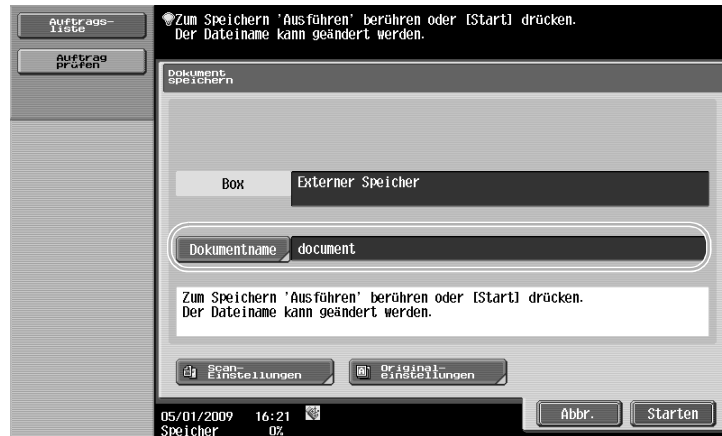 Auftrags-
liste
Auftrag
prüfen
Zum Speichern 'Ausführen' berühren oder [Start] drücken.
Der Dateiname kann geändert werden.
Dokument
speichern
Box
Externer Speicher
Dokumentname
document
Zum Speichern 'Ausführen' berühren oder [Start] drücken.
Der Dateiname kann geändert werden.
Scan-
Einstellungen
Original-
einstellungen
05/01/2009 16:21
Speicher 0%
Abbr.
Starten